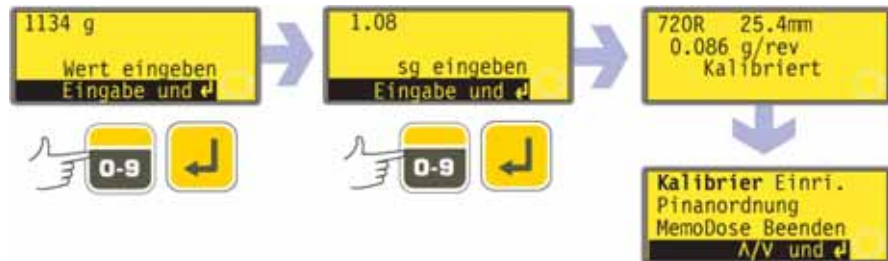 1134 g
Wert eingeben
Eingabe und ↵
0-9
1.08
sg eingeben
Eingabe und ↵
0-9
720R 25.4mm
0.086 g/rev
Kalibriert
Kalibrier Einri.
Pinanordnung
MemoDose Beenden
Λ/V und ↵